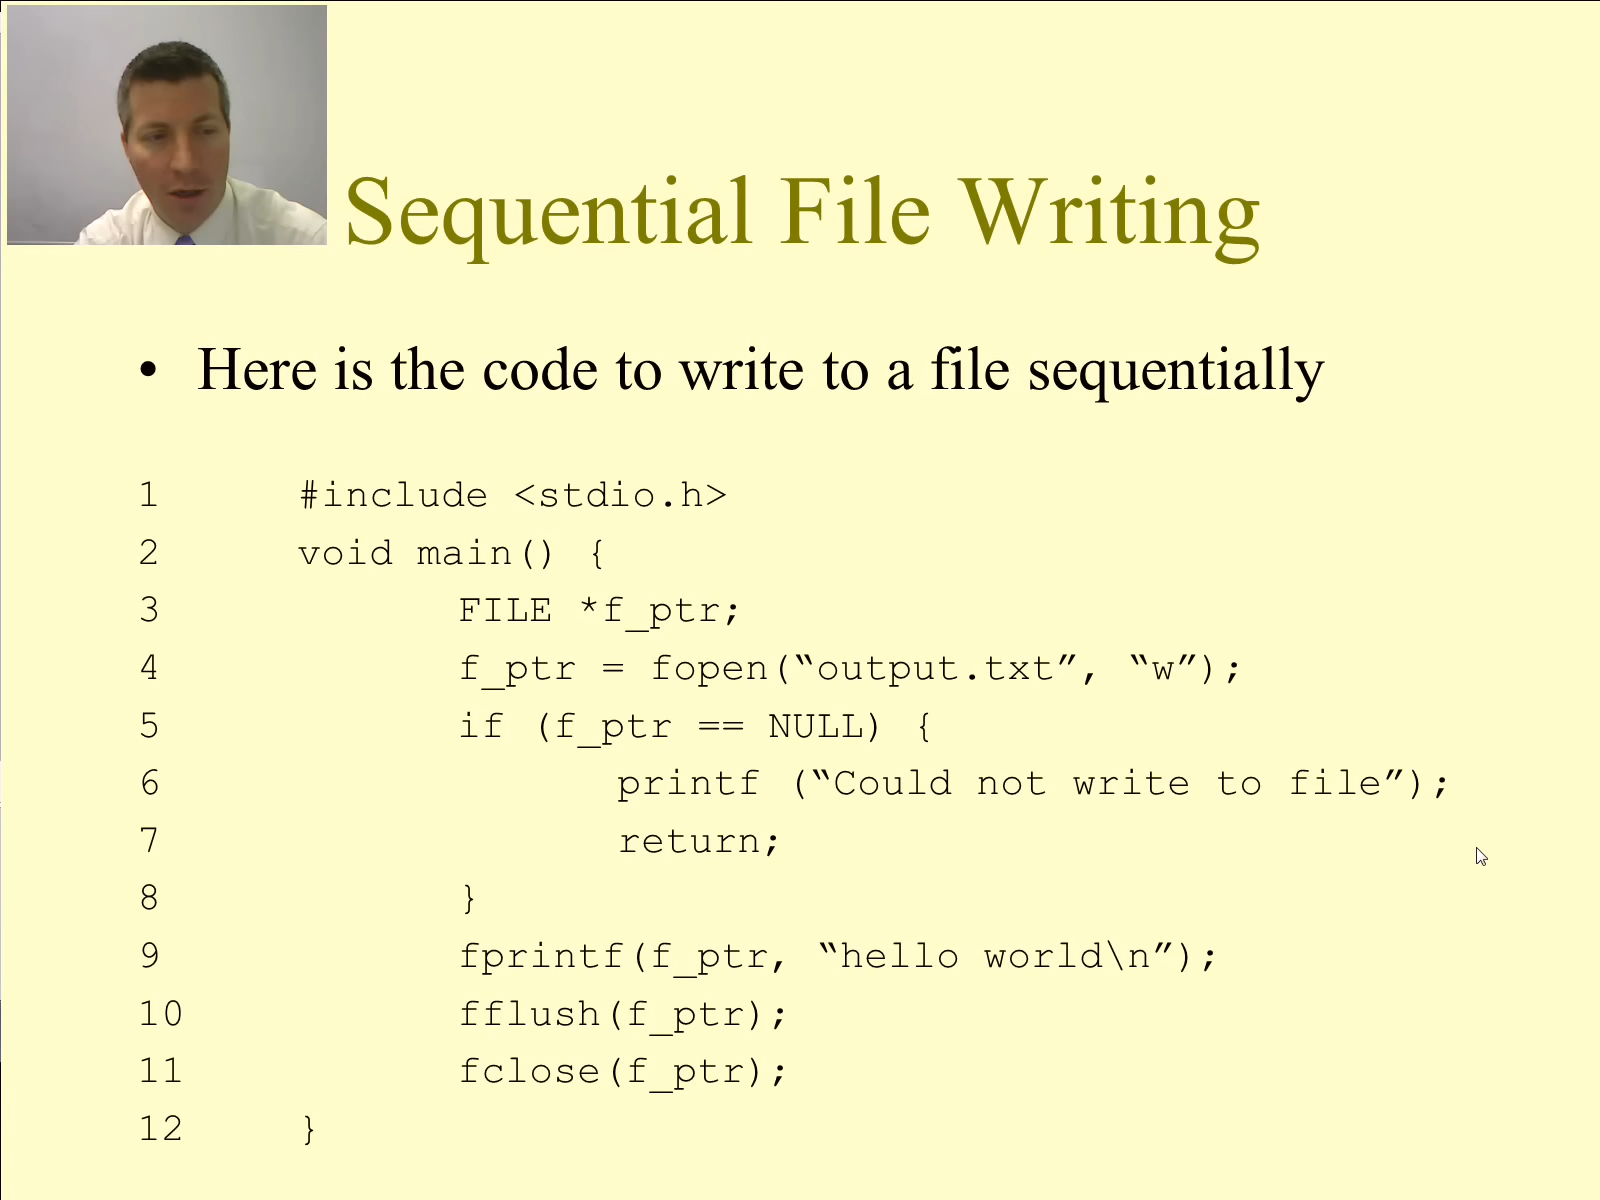 Sequential File Writing
• Here is the code to write to a file sequentially
1 #include <stdio.h>
2 void main() {
3 FILE *f_ptr;
4 f_ptr = fopen(“output.txt”, “w”);
5 if (f_ptr == NULL) {
6 printf (“Could not write to file”);
7 return;
8 }
9 fprintf(f_ptr, “hello world\n”);
10 fflush(f_ptr);
11 fclose(f_ptr);
12 }